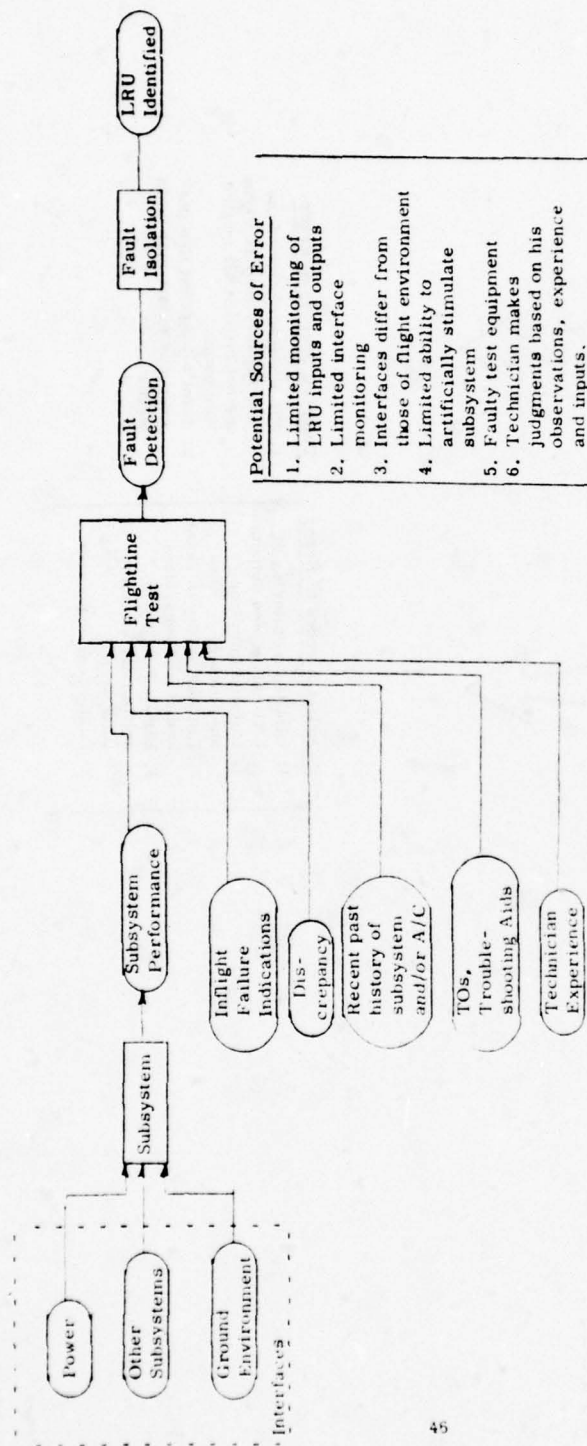 Power
Other
Subsystems
Ground
Environment
Interfaces
Subsystem
Subsystem
Performance
Inflight
Failure
Indications
Dis-
crepancy
Recent past
history of
subsystem
and/or A/C
TOs,
Trouble-
shooting Aids
Technician
Experience
Flightline
Test
Fault
Detection
Fault
Isolation
LRU
Identified
Potential Sources of Error
1. Limited monitoring of
LRU inputs and outputs
2. Limited interface
monitoring
3. Interfaces differ from
those of flight environment
4. Limited ability to
artificially stimulate
subsystem
5. Faulty test equipment
6. Technician makes
judgments based on his
observations, experience
and inputs.
46